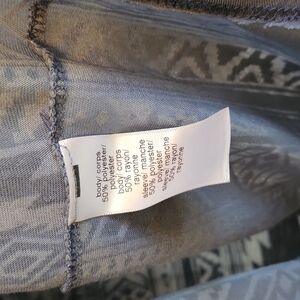 body/ corps
50% polyester/
polyester
body/ corps
50% rayon/
rayonne
sleeve/ manche
50% polyester/
polyester
sleeve/ manche
50% rayon/
rayonne